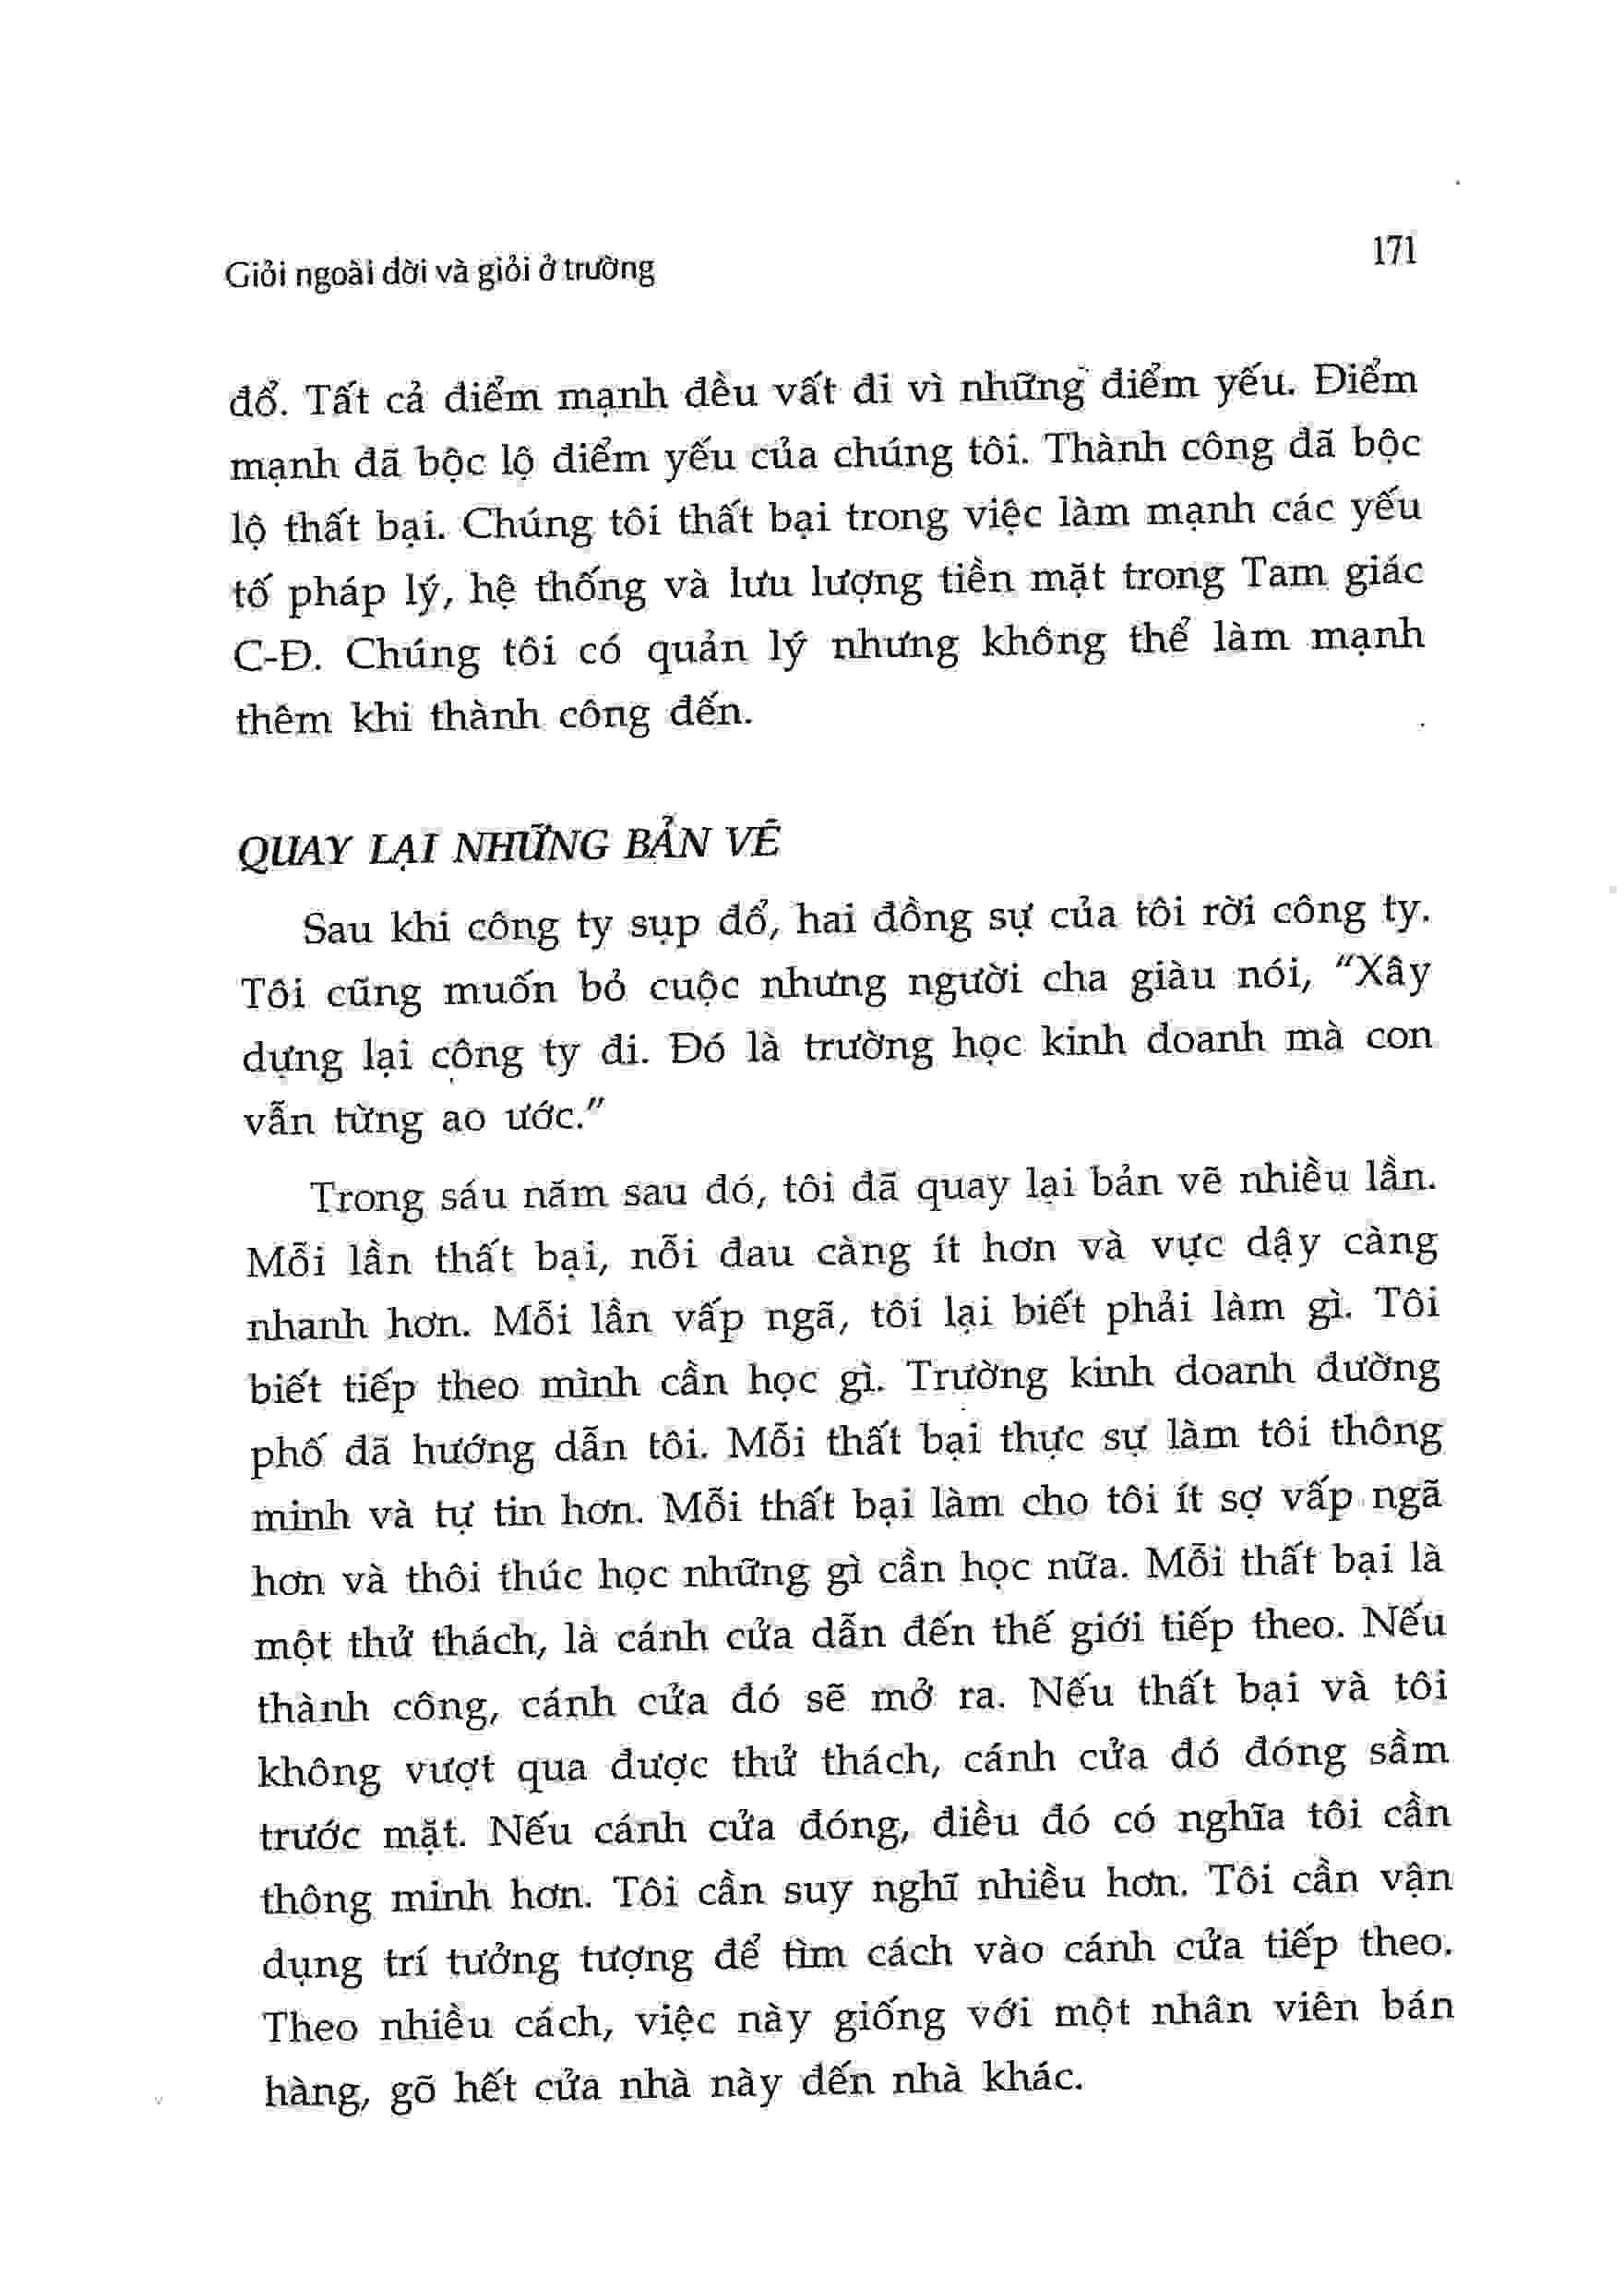 Giỏi ngoài đời và giỏi ở trường
171
đổ. Tất cả điểm mạnh đều vất đi vì những điểm yếu. Điểm
mạnh đã bộc lộ điểm yếu của chúng tôi. Thành công đã bộc
lộ thất bại. Chúng tôi thất bại trong việc làm mạnh các yếu
tố pháp lý, hệ thống và lưu lượng tiền mặt trong Tam giác
C-Đ. Chúng tôi có quản lý nhưng không thể làm mạnh
thêm khi thành công đến.
QUAY LẠI NHỮNG BẢN VẼ
Sau khi công ty sụp đổ, hai đồng sự của tôi rời công ty.
Tôi cũng muốn bỏ cuộc nhưng người cha giàu nói, “Xây
dựng lại công ty đi. Đó là trường học kinh doanh mà con
vẫn từng ao ước.”
Trong sáu năm sau đó, tôi đã quay lại bản vẽ nhiều lần.
Mỗi lần thất bại, nỗi đau càng ít hơn và vực dậy càng
nhanh hơn. Mỗi lần vấp ngã, tôi lại biết phải làm gì. Tôi
biết tiếp theo mình cần học gì. Trường kinh doanh đường
phố đã hướng dẫn tôi. Mỗi thất bại thực sự làm tôi thông
minh và tự tin hơn. Mỗi thất bại làm cho tôi ít sợ vấp ngã
hơn và thôi thúc học những gì cần học nữa. Mỗi thất bại là
một thử thách, là cánh cửa dẫn đến thế giới tiếp theo. Nếu
thành công, cánh cửa đó sẽ mở ra. Nếu thất bại và tôi
không vượt qua được thử thách, cánh cửa đó đóng sầm
trước mặt. Nếu cánh cửa đóng, điều đó có nghĩa tôi cần
thông minh hơn. Tôi cần suy nghĩ nhiều hơn. Tôi cần vận
dụng trí tưởng tượng để tìm cách vào cánh cửa tiếp theo.
Theo nhiều cách, việc này giống với một nhân viên bán
hàng, gõ hết cửa nhà này đến nhà khác.